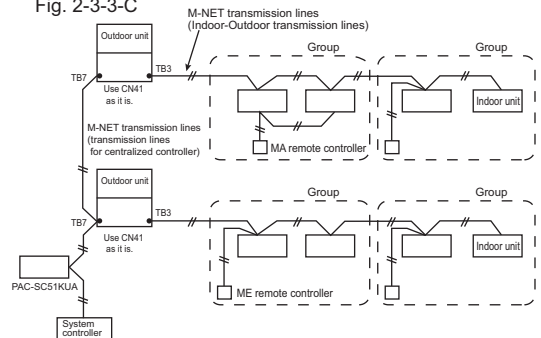 Fig. 2-3-3-C
M-NET transmission lines
(Indoor-Outdoor transmission lines)
Group
Group
Outdoor unit
TB7
TB3
Use CN41
as it is.
Indoor unit
MA remote controller
M-NET transmission lines
(transmission lines
for centralized controller)
Group
Group
Outdoor unit
TB7
TB3
Use CN41
as it is.
Indoor unit
ME remote controller
PAC-SC51KUA
System
controller